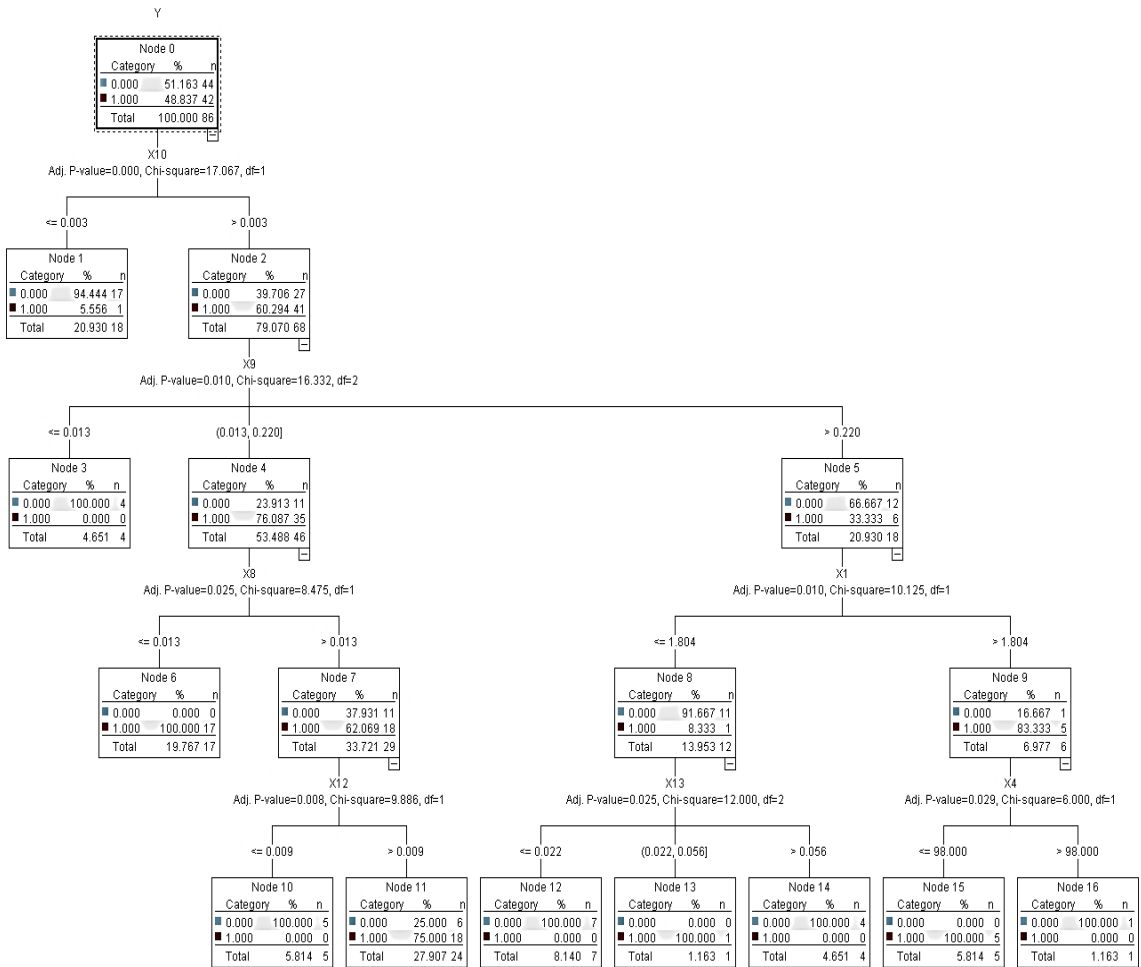 Y
Node 0
Category % n
0.000 51.163 44
1.000 48.837 42
Total 100.000 86
X10
Adj. P-value=0.000, Chi-square=17.067, df=1
<= 0.003
> 0.003
Node 1
Category % n
0.000 94.444 17
1.000 5.556 1
Total 20.930 18
Node 2
Category % n
0.000 39.706 27
1.000 60.294 41
Total 79.070 68
X9
Adj. P-value=0.010, Chi-square=16.332, df=2
<= 0.013
(0.013, 0.220]
> 0.220
Node 3
Category % n
0.000 100.000 4
1.000 0.000 0
Total 4.651 4
Node 4
Category % n
0.000 23.913 11
1.000 76.087 35
Total 53.488 46
Node 5
Category % n
0.000 66.667 12
1.000 33.333 6
Total 20.930 18
X8
Adj. P-value=0.025, Chi-square=8.475, df=1
X1
Adj. P-value=0.010, Chi-square=10.125, df=1
<= 0.013
> 0.013
<= 1.804
> 1.804
Node 6
Category % n
0.000 0.000 0
1.000 100.000 17
Total 19.767 17
Node 7
Category % n
0.000 37.931 11
1.000 62.069 18
Total 33.721 29
Node 8
Category % n
0.000 91.667 11
1.000 8.333 1
Total 13.953 12
Node 9
Category % n
0.000 16.667 1
1.000 83.333 5
Total 6.977 6
X12
Adj. P-value=0.008, Chi-square=9.886, df=1
X13
Adj. P-value=0.025, Chi-square=12.000, df=2
X4
Adj. P-value=0.029, Chi-square=6.000, df=1
<= 0.009
> 0.009
<= 0.022
(0.022, 0.056]
> 0.056
<= 98.000
> 98.000
Node 10
Category % n
0.000 100.000 5
1.000 0.000 0
Total 5.814 5
Node 11
Category % n
0.000 25.000 6
1.000 75.000 18
Total 27.907 24
Node 12
Category % n
0.000 100.000 7
1.000 0.000 0
Total 8.140 7
Node 13
Category % n
0.000 0.000 0
1.000 100.000 1
Total 1.163 1
Node 14
Category % n
0.000 100.000 4
1.000 0.000 0
Total 4.651 4
Node 15
Category % n
0.000 0.000 0
1.000 100.000 5
Total 5.814 5
Node 16
Category % n
0.000 100.000 1
1.000 0.000 0
Total 1.163 1